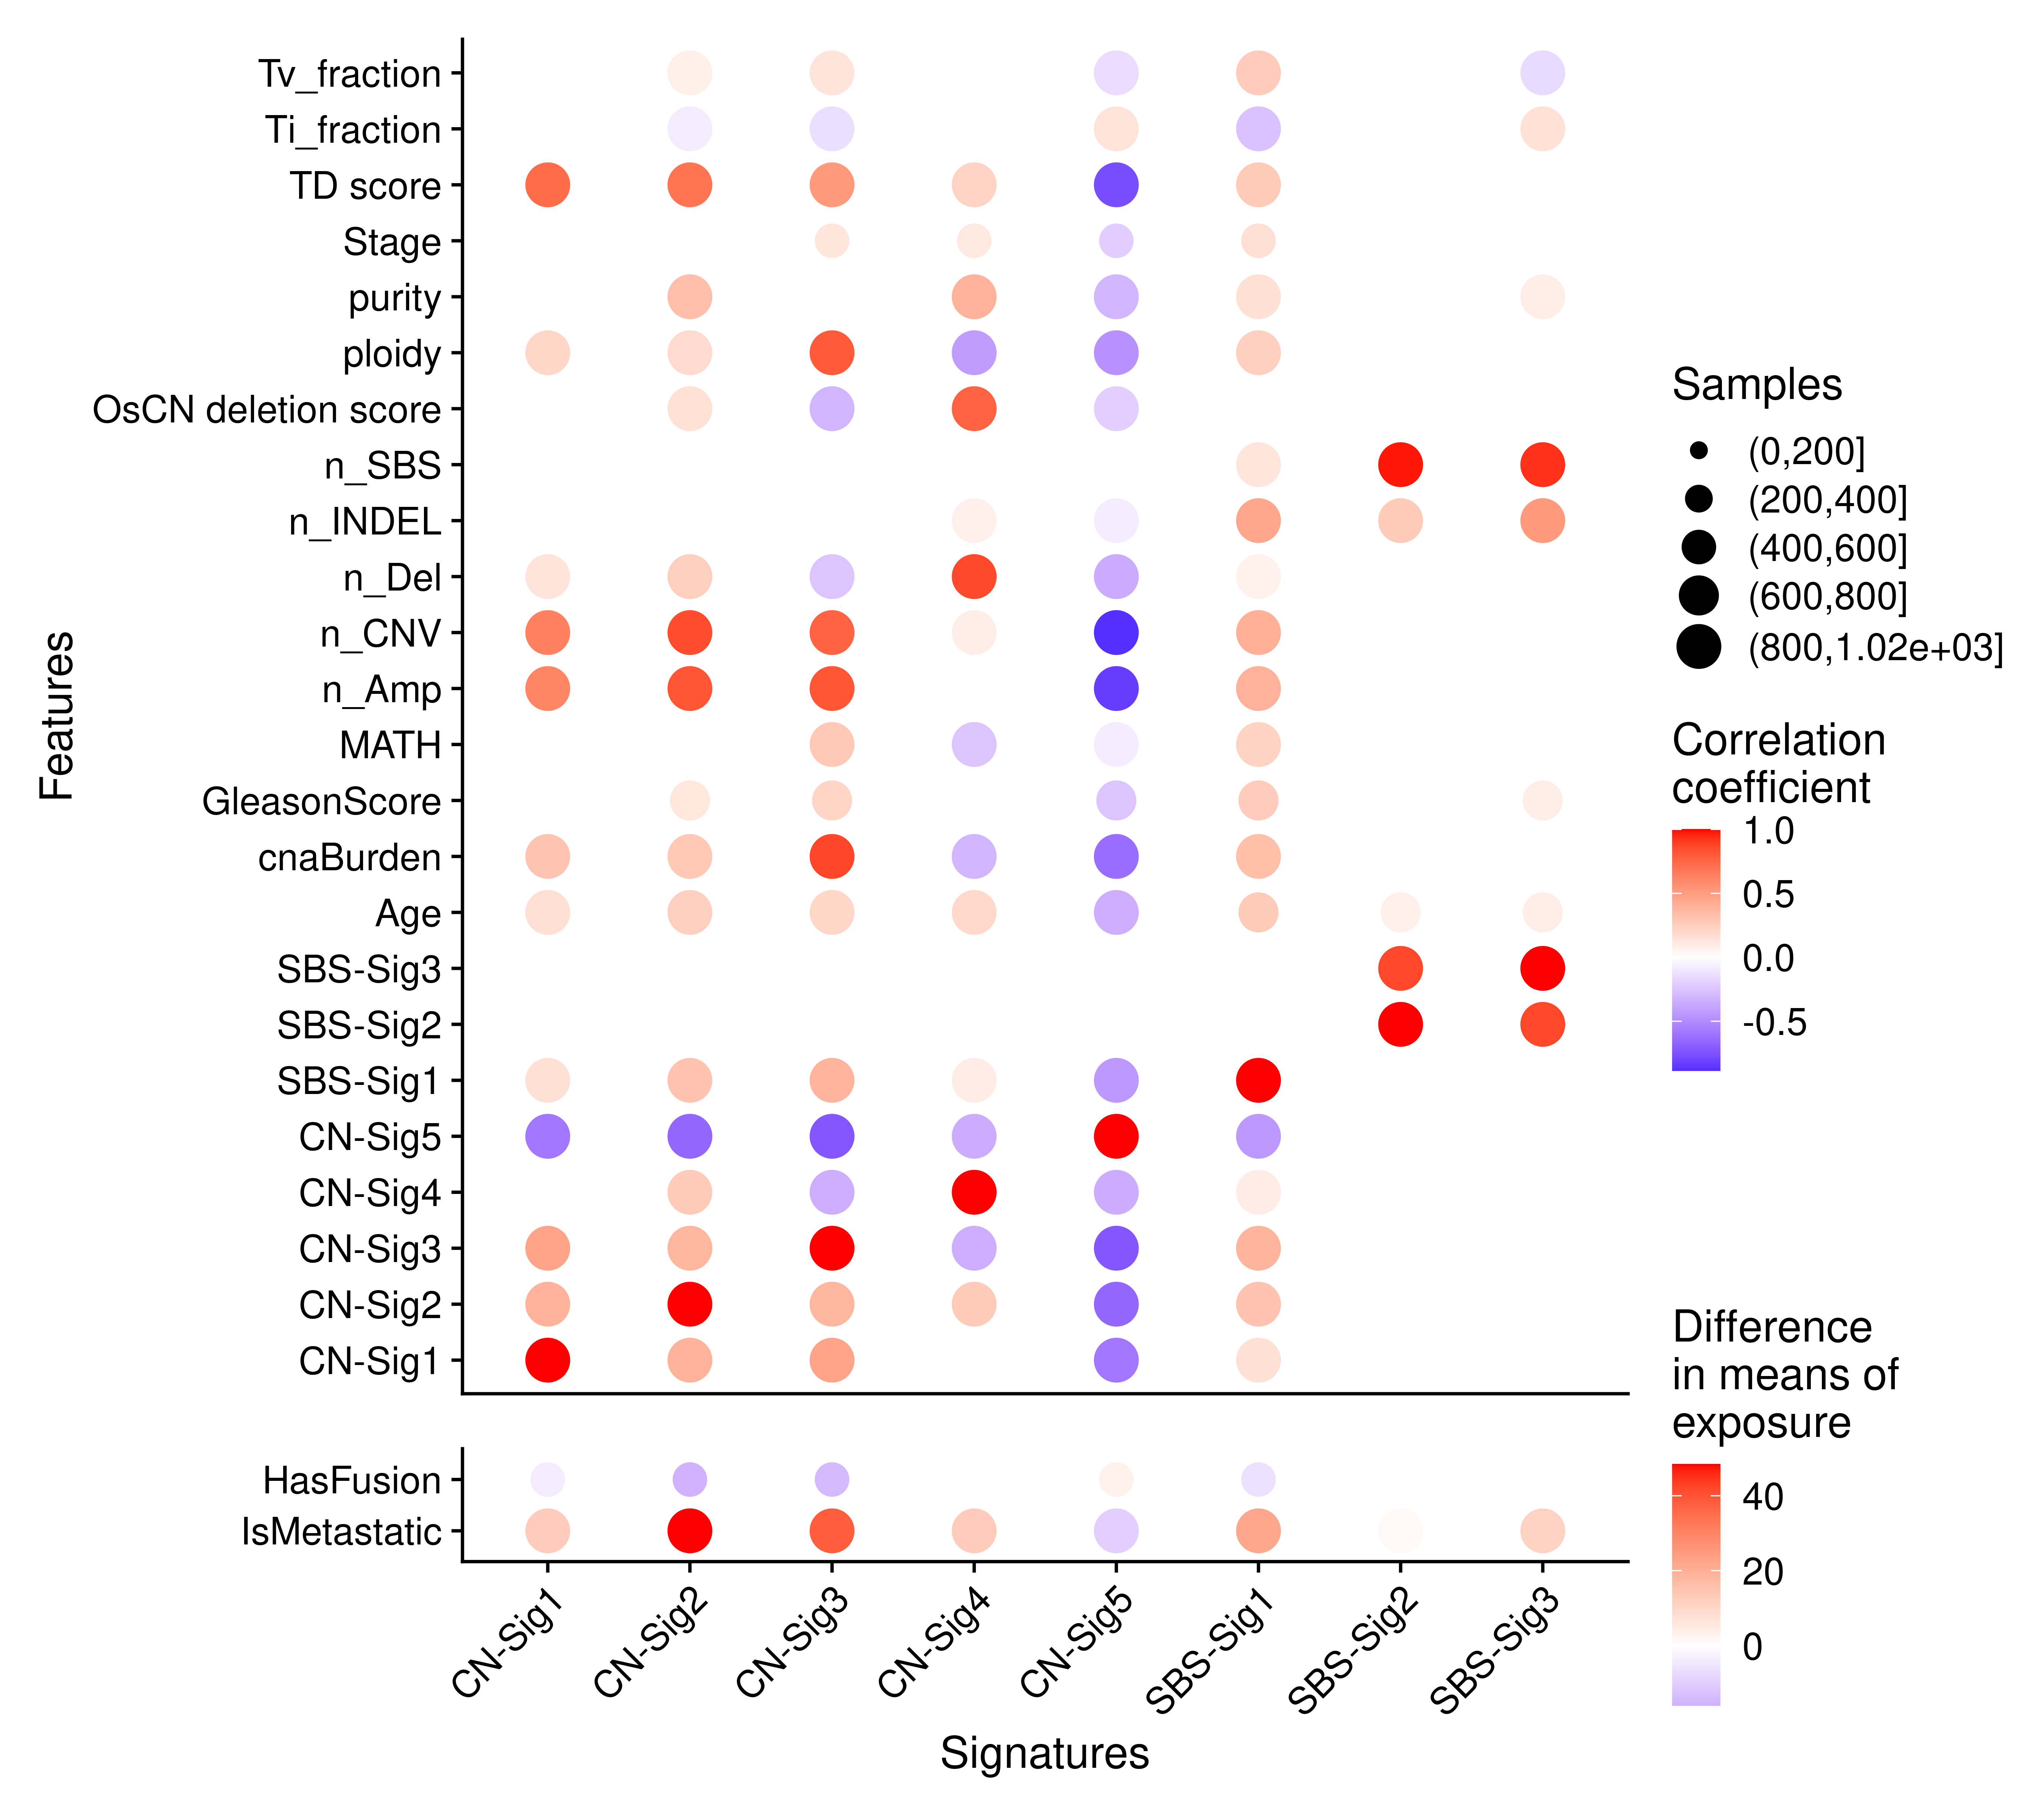 Features
Tv_fraction
Ti_fraction
TD score
Stage
purity
ploidy
OsCN deletion score
n_SBS
n_INDEL
n_Del
n_CNV
n_Amp
MATH
GleasonScore
cnaBurden
Age
SBS-Sig3
SBS-Sig2
SBS-Sig1
CN-Sig5
CN-Sig4
CN-Sig3
CN-Sig2
CN-Sig1
HasFusion
IsMetastatic
CN-Sig1
CN-Sig2
CN-Sig3
CN-Sig4
CN-Sig5
SBS-Sig1
SBS-Sig2
SBS-Sig3
Signatures
Samples
(0,200]
(200,400]
(400,600]
(600,800]
(800,1.02e+03]
Correlation
coefficient
1.0
0.5
0.0
-0.5
Difference
in means of
exposure
40
20
0